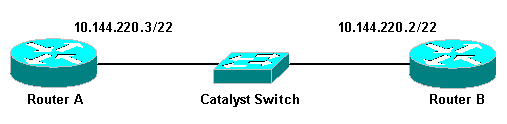 10.144.220.3/22
10.144.220.2/22
Router A
Catalyst Switch
Router B